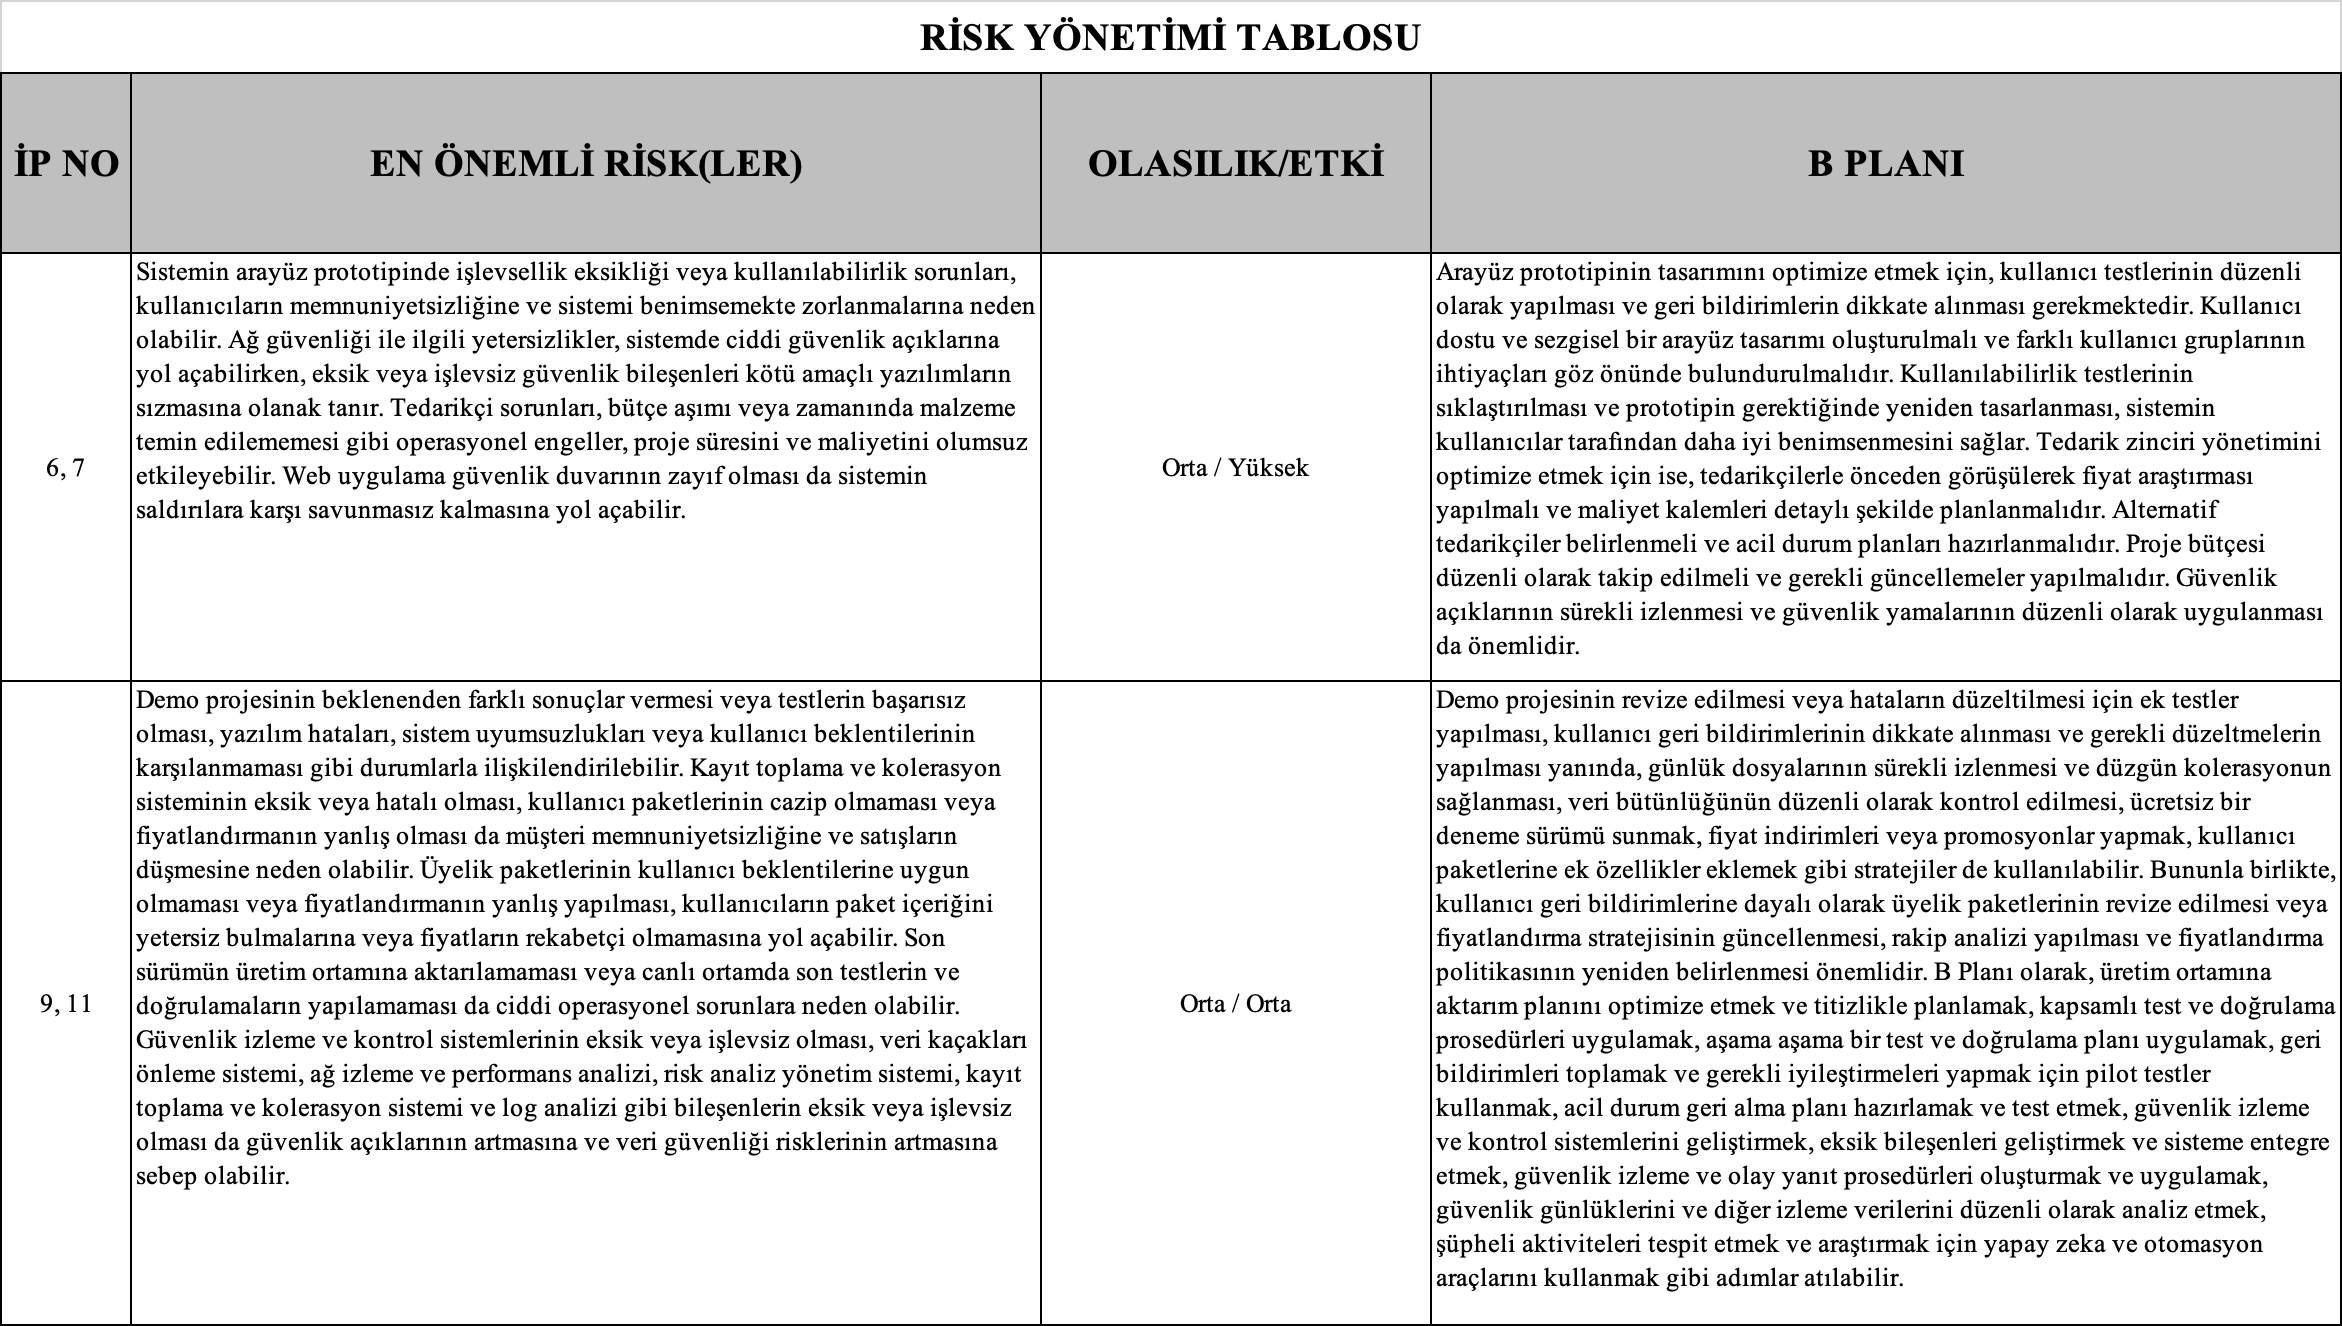 RİSK YÖNETİMİ TABLOSU
İP NO
EN ÖNEMLİ RİSK(LER)
OLASILIK/ETKİ
B PLANI
6, 7
Sistemin arayüz prototipinde işlevsellik eksikliği veya kullanılabilirlik sorunları,
kullanıcıların memnuniyetsizliğine ve sistemi benimsemekte zorlanmalarına neden
olabilir. Ağ güvenliği ile ilgili yetersizlikler, sistemde ciddi güvenlik açıklarına
yol açabilirken, eksik veya işlevsiz güvenlik bileşenleri kötü amaçlı yazılımların
sızmasına olanak tanır. Tedarikçi sorunları, bütçe aşımı veya zamanında malzeme
temin edilememesi gibi operasyonel engeller, proje süresini ve maliyetini olumsuz
etkileyebilir. Web uygulama güvenlik duvarının zayıf olması da sistemin
saldırılara karşı savunmasız kalmasına yol açabilir.
Orta / Yüksek
Arayüz prototipinin tasarımını optimize etmek için, kullanıcı testlerinin düzenli
olarak yapılması ve geri bildirimlerin dikkate alınması gerekmektedir. Kullanıcı
dostu ve sezgisel bir arayüz tasarımı oluşturulmalı ve farklı kullanıcı gruplarının
ihtiyaçları göz önünde bulundurulmalıdır. Kullanılabilirlik testlerinin
sıklaştırılması ve prototipin gerektiğinde yeniden tasarlanması, sistemin
kullanıcılar tarafından daha iyi benimsenmesini sağlar. Tedarik zinciri yönetimini
optimize etmek için ise, tedarikçilerle önceden görüşülerek fiyat araştırması
yapılmalı ve maliyet kalemleri detaylı şekilde planlanmalıdır. Alternatif
tedarikçiler belirlenmeli ve acil durum planları hazırlanmalıdır. Proje bütçesi
düzenli olarak takip edilmeli ve gerekli güncellemeler yapılmalıdır. Güvenlik
açıklarının sürekli izlenmesi ve güvenlik yamalarının düzenli olarak uygulanması
da önemlidir.
9, 11
Demo projesinin beklenenden farklı sonuçlar vermesi veya testlerin başarısız
olması, yazılım hataları, sistem uyumsuzlukları veya kullanıcı beklentilerinin
karşılanmaması gibi durumlarla ilişkilendirilebilir. Kayıt toplama ve kolerasyon
sisteminin eksik veya hatalı olması, kullanıcı paketlerinin cazip olmaması veya
fiyatlandırmanın yanlış olması da müşteri memnuniyetsizliğine ve satışların
düşmesine neden olabilir. Üyelik paketlerinin kullanıcı beklentilerine uygun
olmaması veya fiyatlandırmanın yanlış yapılması, kullanıcıların paket içeriğini
yetersiz bulmalarına veya fiyatların rekabetçi olmamasına yol açabilir. Son
sürümün üretim ortamına aktarılamaması veya canlı ortamda son testlerin ve
doğrulamaların yapılamaması da ciddi operasyonel sorunlara neden olabilir.
Güvenlik izleme ve kontrol sistemlerinin eksik veya işlevsiz olması, veri kaçakları
önleme sistemi, ağ izleme ve performans analizi, risk analiz yönetim sistemi, kayıt
toplama ve kolerasyon sistemi ve log analizi gibi bileşenlerin eksik veya işlevsiz
olması da güvenlik açıklarının artmasına ve veri güvenliği risklerinin artmasına
sebep olabilir.
Orta / Orta
Demo projesinin revize edilmesi veya hataların düzeltilmesi için ek testler
yapılması, kullanıcı geri bildirimlerinin dikkate alınması ve gerekli düzeltmelerin
yapılması yanında, günlük dosyalarının sürekli izlenmesi ve düzgün kolerasyonun
sağlanması, veri bütünlüğünün düzenli olarak kontrol edilmesi, ücretsiz bir
deneme sürümü sunmak, fiyat indirimleri veya promosyonlar yapmak, kullanıcı
paketlerine ek özellikler eklemek gibi stratejiler de kullanılabilir. Bununla birlikte,
kullanıcı geri bildirimlerine dayalı olarak üyelik paketlerinin revize edilmesi veya
fiyatlandırma stratejisinin güncellenmesi, rakip analizi yapılması ve fiyatlandırma
politikasının yeniden belirlenmesi önemlidir. B Planı olarak, üretim ortamına
aktarım planını optimize etmek ve titizlikle planlamak, kapsamlı test ve doğrulama
prosedürleri uygulamak, aşama aşama bir test ve doğrulama planı uygulamak, geri
bildirimleri toplamak ve gerekli iyileştirmeleri yapmak için pilot testler
kullanmak, acil durum geri alma planı hazırlamak ve test etmek, güvenlik izleme
ve kontrol sistemlerini geliştirmek, eksik bileşenleri geliştirmek ve sisteme entegre
etmek, güvenlik izleme ve olay yanıt prosedürleri oluşturmak ve uygulamak,
güvenlik günlüklerini ve diğer izleme verilerini düzenli olarak analiz etmek,
şüpheli aktiviteleri tespit etmek ve araştırmak için yapay zeka ve otomasyon
araçlarını kullanmak gibi adımlar atılabilir.